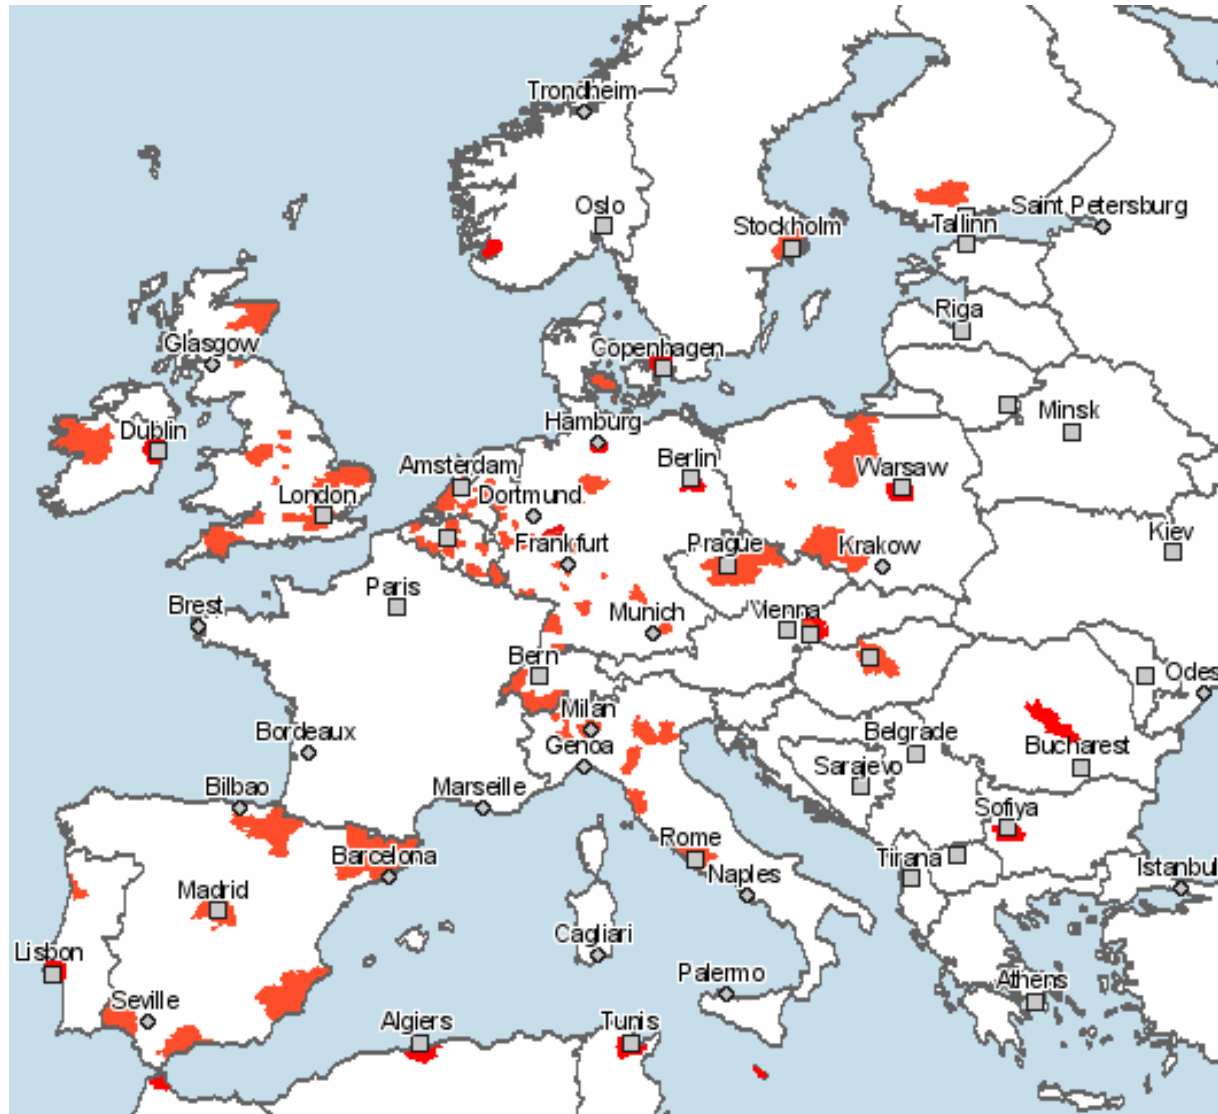 Trondheim
Oslo
Stockholm
Saint Petersburg
Tallinn
Riga
Glasgow
Copenhagen
Minsk
Dublin
Hamburg
Berlin
Warsaw
Amsterdam
London
Dortmund
Kiev
Frankfurt
Prague
Krakow
Paris
Brest
Munich
Vienna
Bern
Odes
Milan
Bordeaux
Genoa
Belgrade
Bucharest
Sarajevo
Bilbao
Marseille
Sofiya
Rome
Tirana
Barcelona
Istanbul
Madrid
Naples
Cagliari
Lisbon
Palermo
Athens
Seville
Algiers
Tunis